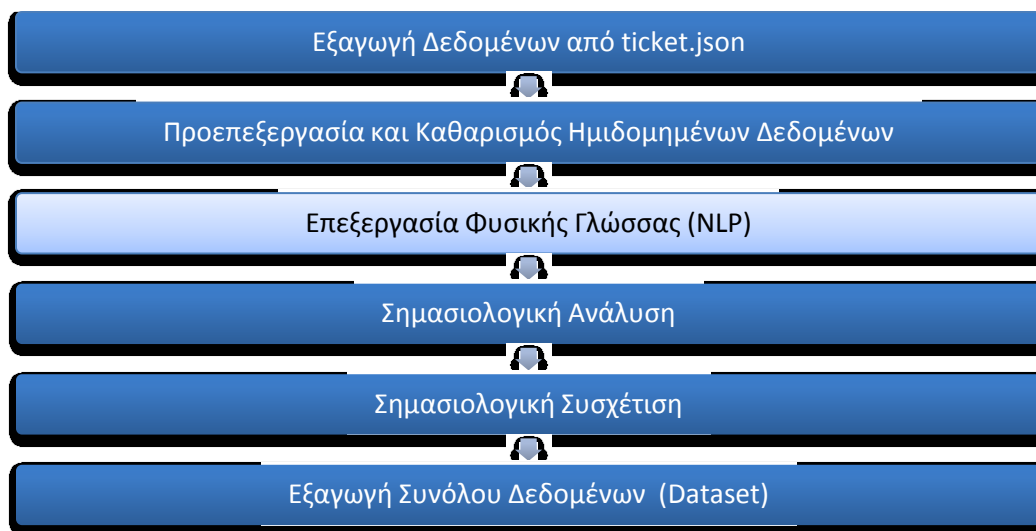 Εξαγωγή Δεδομένων από ticket.json
Προεπεξεργασία και Καθαρισμός Ημιδομημένων Δεδομένων
Επεξεργασία Φυσικής Γλώσσας (NLP)
Σημασιολογική Ανάλυση
Σημασιολογική Συσχέτιση
Εξαγωγή Συνόλου Δεδομένων (Dataset)